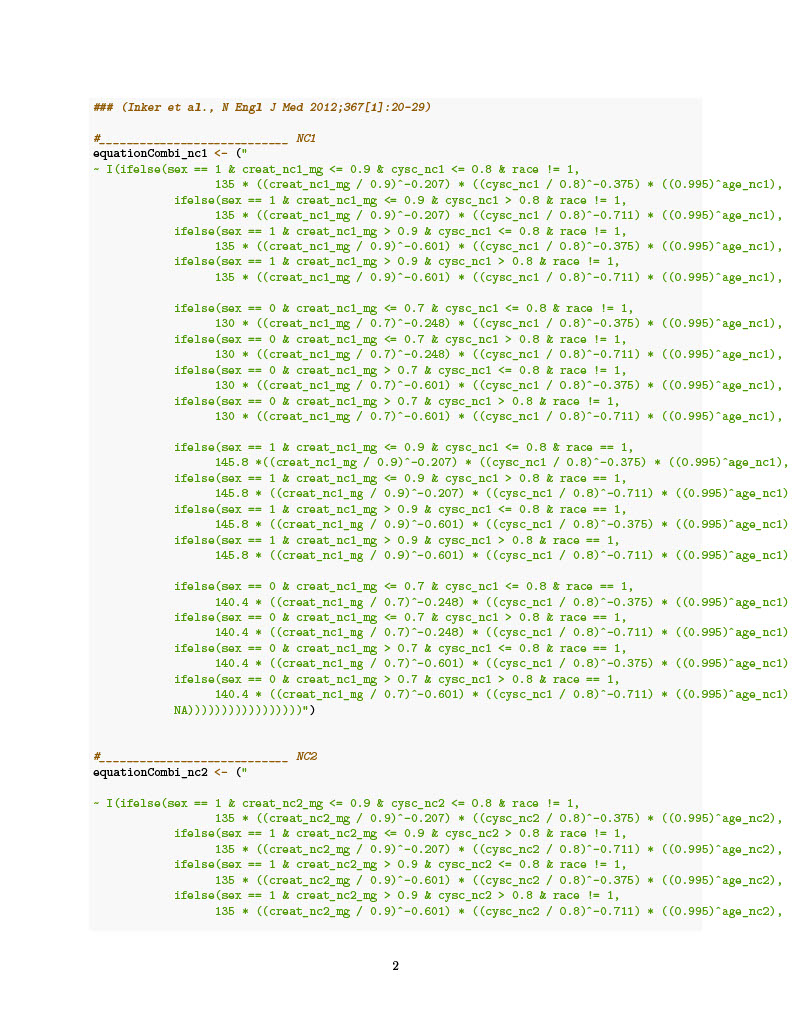 ### (Inker et al., N Engl J Med 2012;367[1]:20-29)
#____________________________ NC1
equationCombi_nc1 <- ("
~ I(ifelse(sex == 1 & creat_nc1_mg <= 0.9 & cysc_nc1 <= 0.8 & race != 1,
135 * ((creat_nc1_mg / 0.9)^-0.207) * ((cysc_nc1 / 0.8)^-0.375) * ((0.995)^age_nc1),
ifelse(sex == 1 & creat_nc1_mg <= 0.9 & cysc_nc1 > 0.8 & race != 1,
135 * ((creat_nc1_mg / 0.9)^-0.207) * ((cysc_nc1 / 0.8)^-0.711) * ((0.995)^age_nc1),
ifelse(sex == 1 & creat_nc1_mg > 0.9 & cysc_nc1 <= 0.8 & race != 1,
135 * ((creat_nc1_mg / 0.9)^-0.601) * ((cysc_nc1 / 0.8)^-0.375) * ((0.995)^age_nc1),
ifelse(sex == 1 & creat_nc1_mg > 0.9 & cysc_nc1 > 0.8 & race != 1,
135 * ((creat_nc1_mg / 0.9)^-0.601) * ((cysc_nc1 / 0.8)^-0.711) * ((0.995)^age_nc1),
ifelse(sex == 0 & creat_nc1_mg <= 0.7 & cysc_nc1 <= 0.8 & race != 1,
130 * ((creat_nc1_mg / 0.7)^-0.248) * ((cysc_nc1 / 0.8)^-0.375) * ((0.995)^age_nc1),
ifelse(sex == 0 & creat_nc1_mg <= 0.7 & cysc_nc1 > 0.8 & race != 1,
130 * ((creat_nc1_mg / 0.7)^-0.248) * ((cysc_nc1 / 0.8)^-0.711) * ((0.995)^age_nc1),
ifelse(sex == 0 & creat_nc1_mg > 0.7 & cysc_nc1 <= 0.8 & race != 1,
130 * ((creat_nc1_mg / 0.7)^-0.601) * ((cysc_nc1 / 0.8)^-0.375) * ((0.995)^age_nc1),
ifelse(sex == 0 & creat_nc1_mg > 0.7 & cysc_nc1 > 0.8 & race != 1,
130 * ((creat_nc1_mg / 0.7)^-0.601) * ((cysc_nc1 / 0.8)^-0.711) * ((0.995)^age_nc1),
ifelse(sex == 1 & creat_nc1_mg <= 0.9 & cysc_nc1 <= 0.8 & race == 1,
145.8 *((creat_nc1_mg / 0.9)^-0.207) * ((cysc_nc1 / 0.8)^-0.375) * ((0.995)^age_nc1),
ifelse(sex == 1 & creat_nc1_mg <= 0.9 & cysc_nc1 > 0.8 & race == 1,
145.8 * ((creat_nc1_mg / 0.9)^-0.207) * ((cysc_nc1 / 0.8)^-0.711) * ((0.995)^age_nc1)
ifelse(sex == 1 & creat_nc1_mg > 0.9 & cysc_nc1 <= 0.8 & race == 1,
145.8 * ((creat_nc1_mg / 0.9)^-0.601) * ((cysc_nc1 / 0.8)^-0.375) * ((0.995)^age_nc1)
ifelse(sex == 1 & creat_nc1_mg > 0.9 & cysc_nc1 > 0.8 & race == 1,
145.8 * ((creat_nc1_mg / 0.9)^-0.601) * ((cysc_nc1 / 0.8)^-0.711) * ((0.995)^age_nc1)
ifelse(sex == 0 & creat_nc1_mg <= 0.7 & cysc_nc1 <= 0.8 & race == 1,
140.4 * ((creat_nc1_mg / 0.7)^-0.248) * ((cysc_nc1 / 0.8)^-0.375) * ((0.995)^age_nc1)
ifelse(sex == 0 & creat_nc1_mg <= 0.7 & cysc_nc1 > 0.8 & race == 1,
140.4 * ((creat_nc1_mg / 0.7)^-0.248) * ((cysc_nc1 / 0.8)^-0.711) * ((0.995)^age_nc1)
ifelse(sex == 0 & creat_nc1_mg > 0.7 & cysc_nc1 <= 0.8 & race == 1,
140.4 * ((creat_nc1_mg / 0.7)^-0.601) * ((cysc_nc1 / 0.8)^-0.375) * ((0.995)^age_nc1)
ifelse(sex == 0 & creat_nc1_mg > 0.7 & cysc_nc1 > 0.8 & race == 1,
140.4 * ((creat_nc1_mg / 0.7)^-0.601) * ((cysc_nc1 / 0.8)^-0.711) * ((0.995)^age_nc1)
NA)))))))))))))))))")
#____________________________ NC2
equationCombi_nc2 <- ("
~ I(ifelse(sex == 1 & creat_nc2_mg <= 0.9 & cysc_nc2 <= 0.8 & race != 1,
135 * ((creat_nc2_mg / 0.9)^-0.207) * ((cysc_nc2 / 0.8)^-0.375) * ((0.995)^age_nc2),
ifelse(sex == 1 & creat_nc2_mg <= 0.9 & cysc_nc2 > 0.8 & race != 1,
135 * ((creat_nc2_mg / 0.9)^-0.207) * ((cysc_nc2 / 0.8)^-0.711) * ((0.995)^age_nc2),
ifelse(sex == 1 & creat_nc2_mg > 0.9 & cysc_nc2 <= 0.8 & race != 1,
135 * ((creat_nc2_mg / 0.9)^-0.601) * ((cysc_nc2 / 0.8)^-0.375) * ((0.995)^age_nc2),
ifelse(sex == 1 & creat_nc2_mg > 0.9 & cysc_nc2 > 0.8 & race != 1,
135 * ((creat_nc2_mg / 0.9)^-0.601) * ((cysc_nc2 / 0.8)^-0.711) * ((0.995)^age_nc2),
2